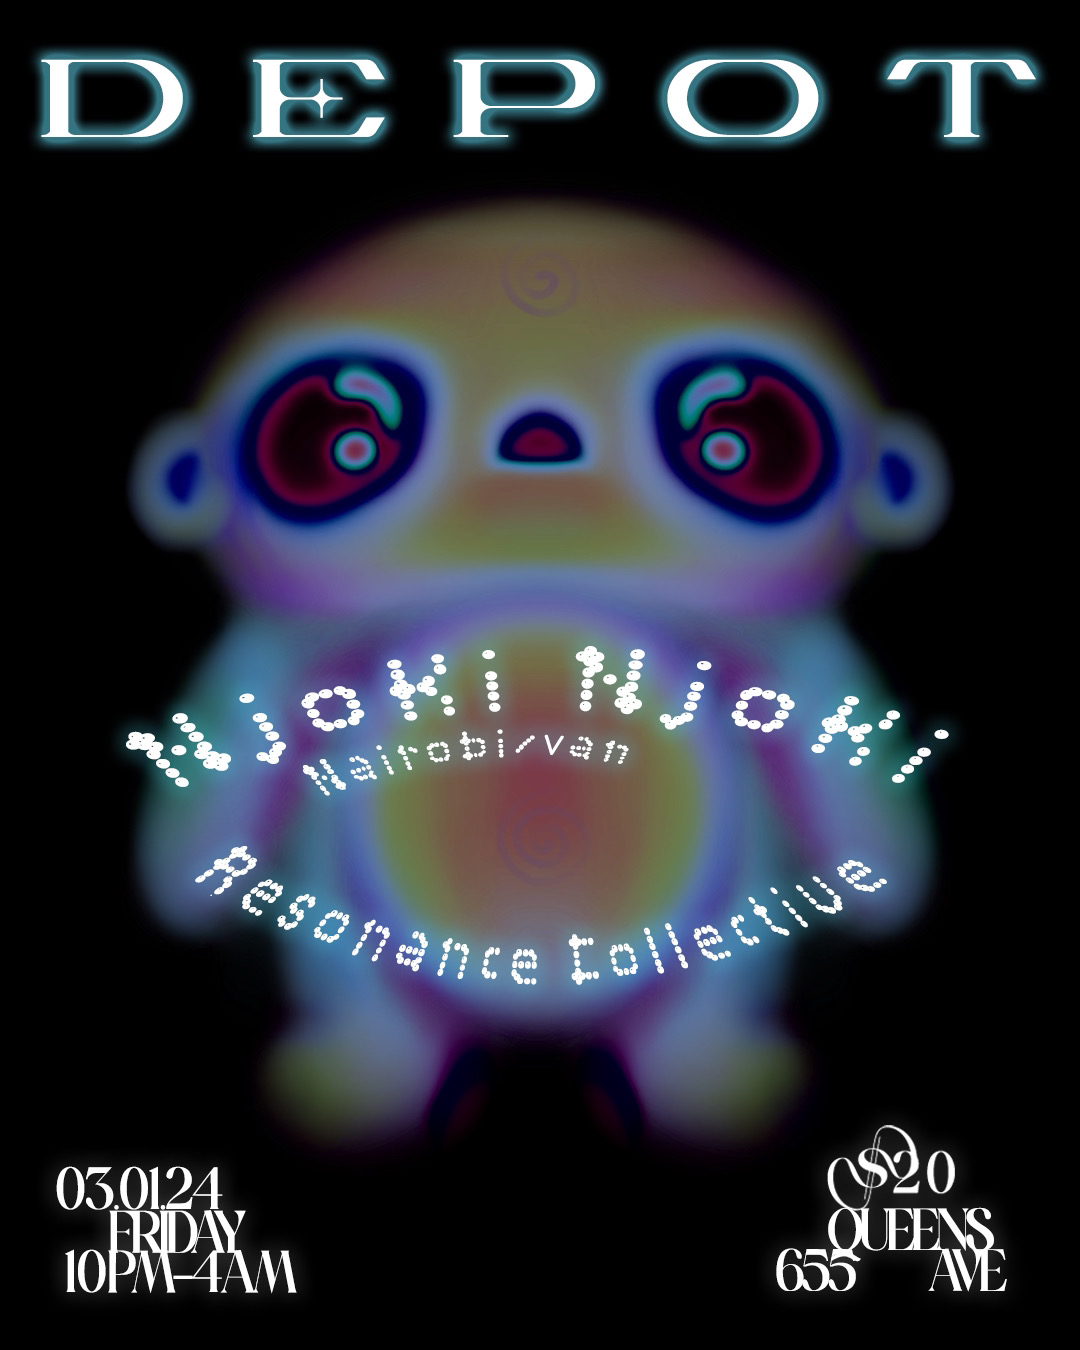 DEPOT
Njoki Njoki
Nairobi/van
Resonance Collective
03.01.24
FRIDAY
10PM-4AM
$20
QUEENS
655 AVE